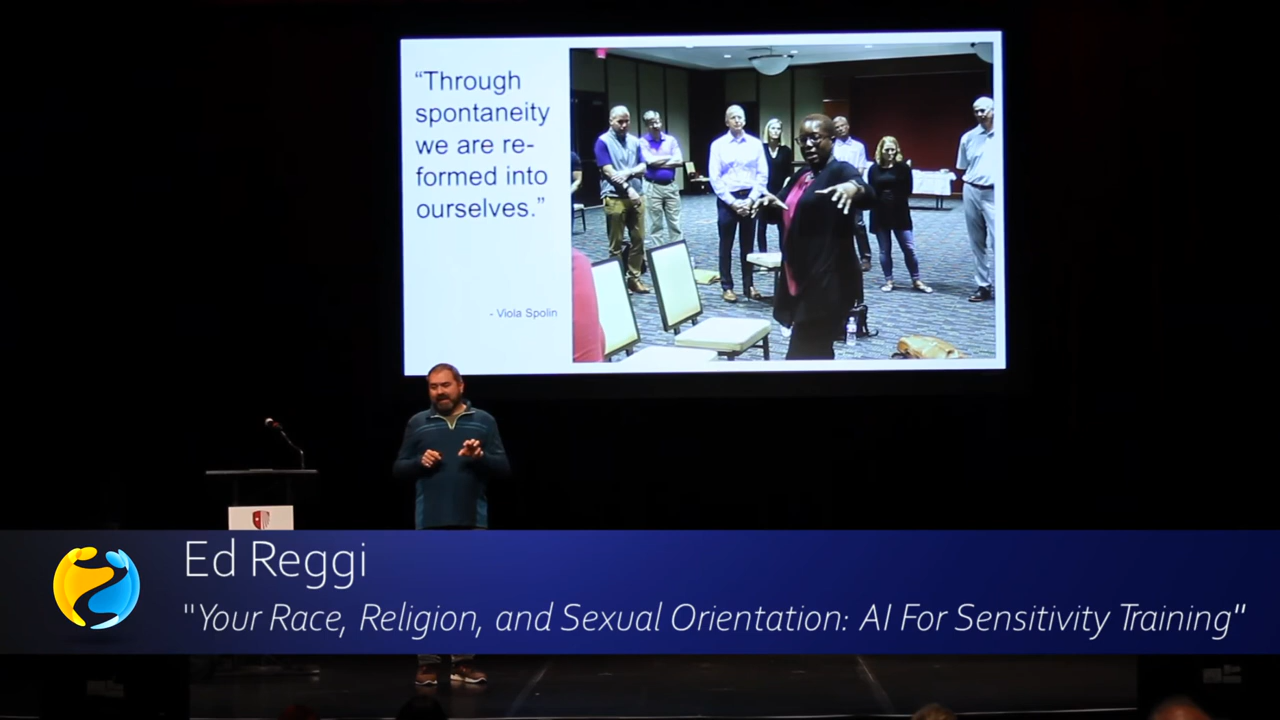 “Through
spontaneity
we are re-
formed into
ourselves.”
- Viola Spolin
Ed Reggi
"Your Race, Religion, and Sexual Orientation: AI For Sensitivity Training"